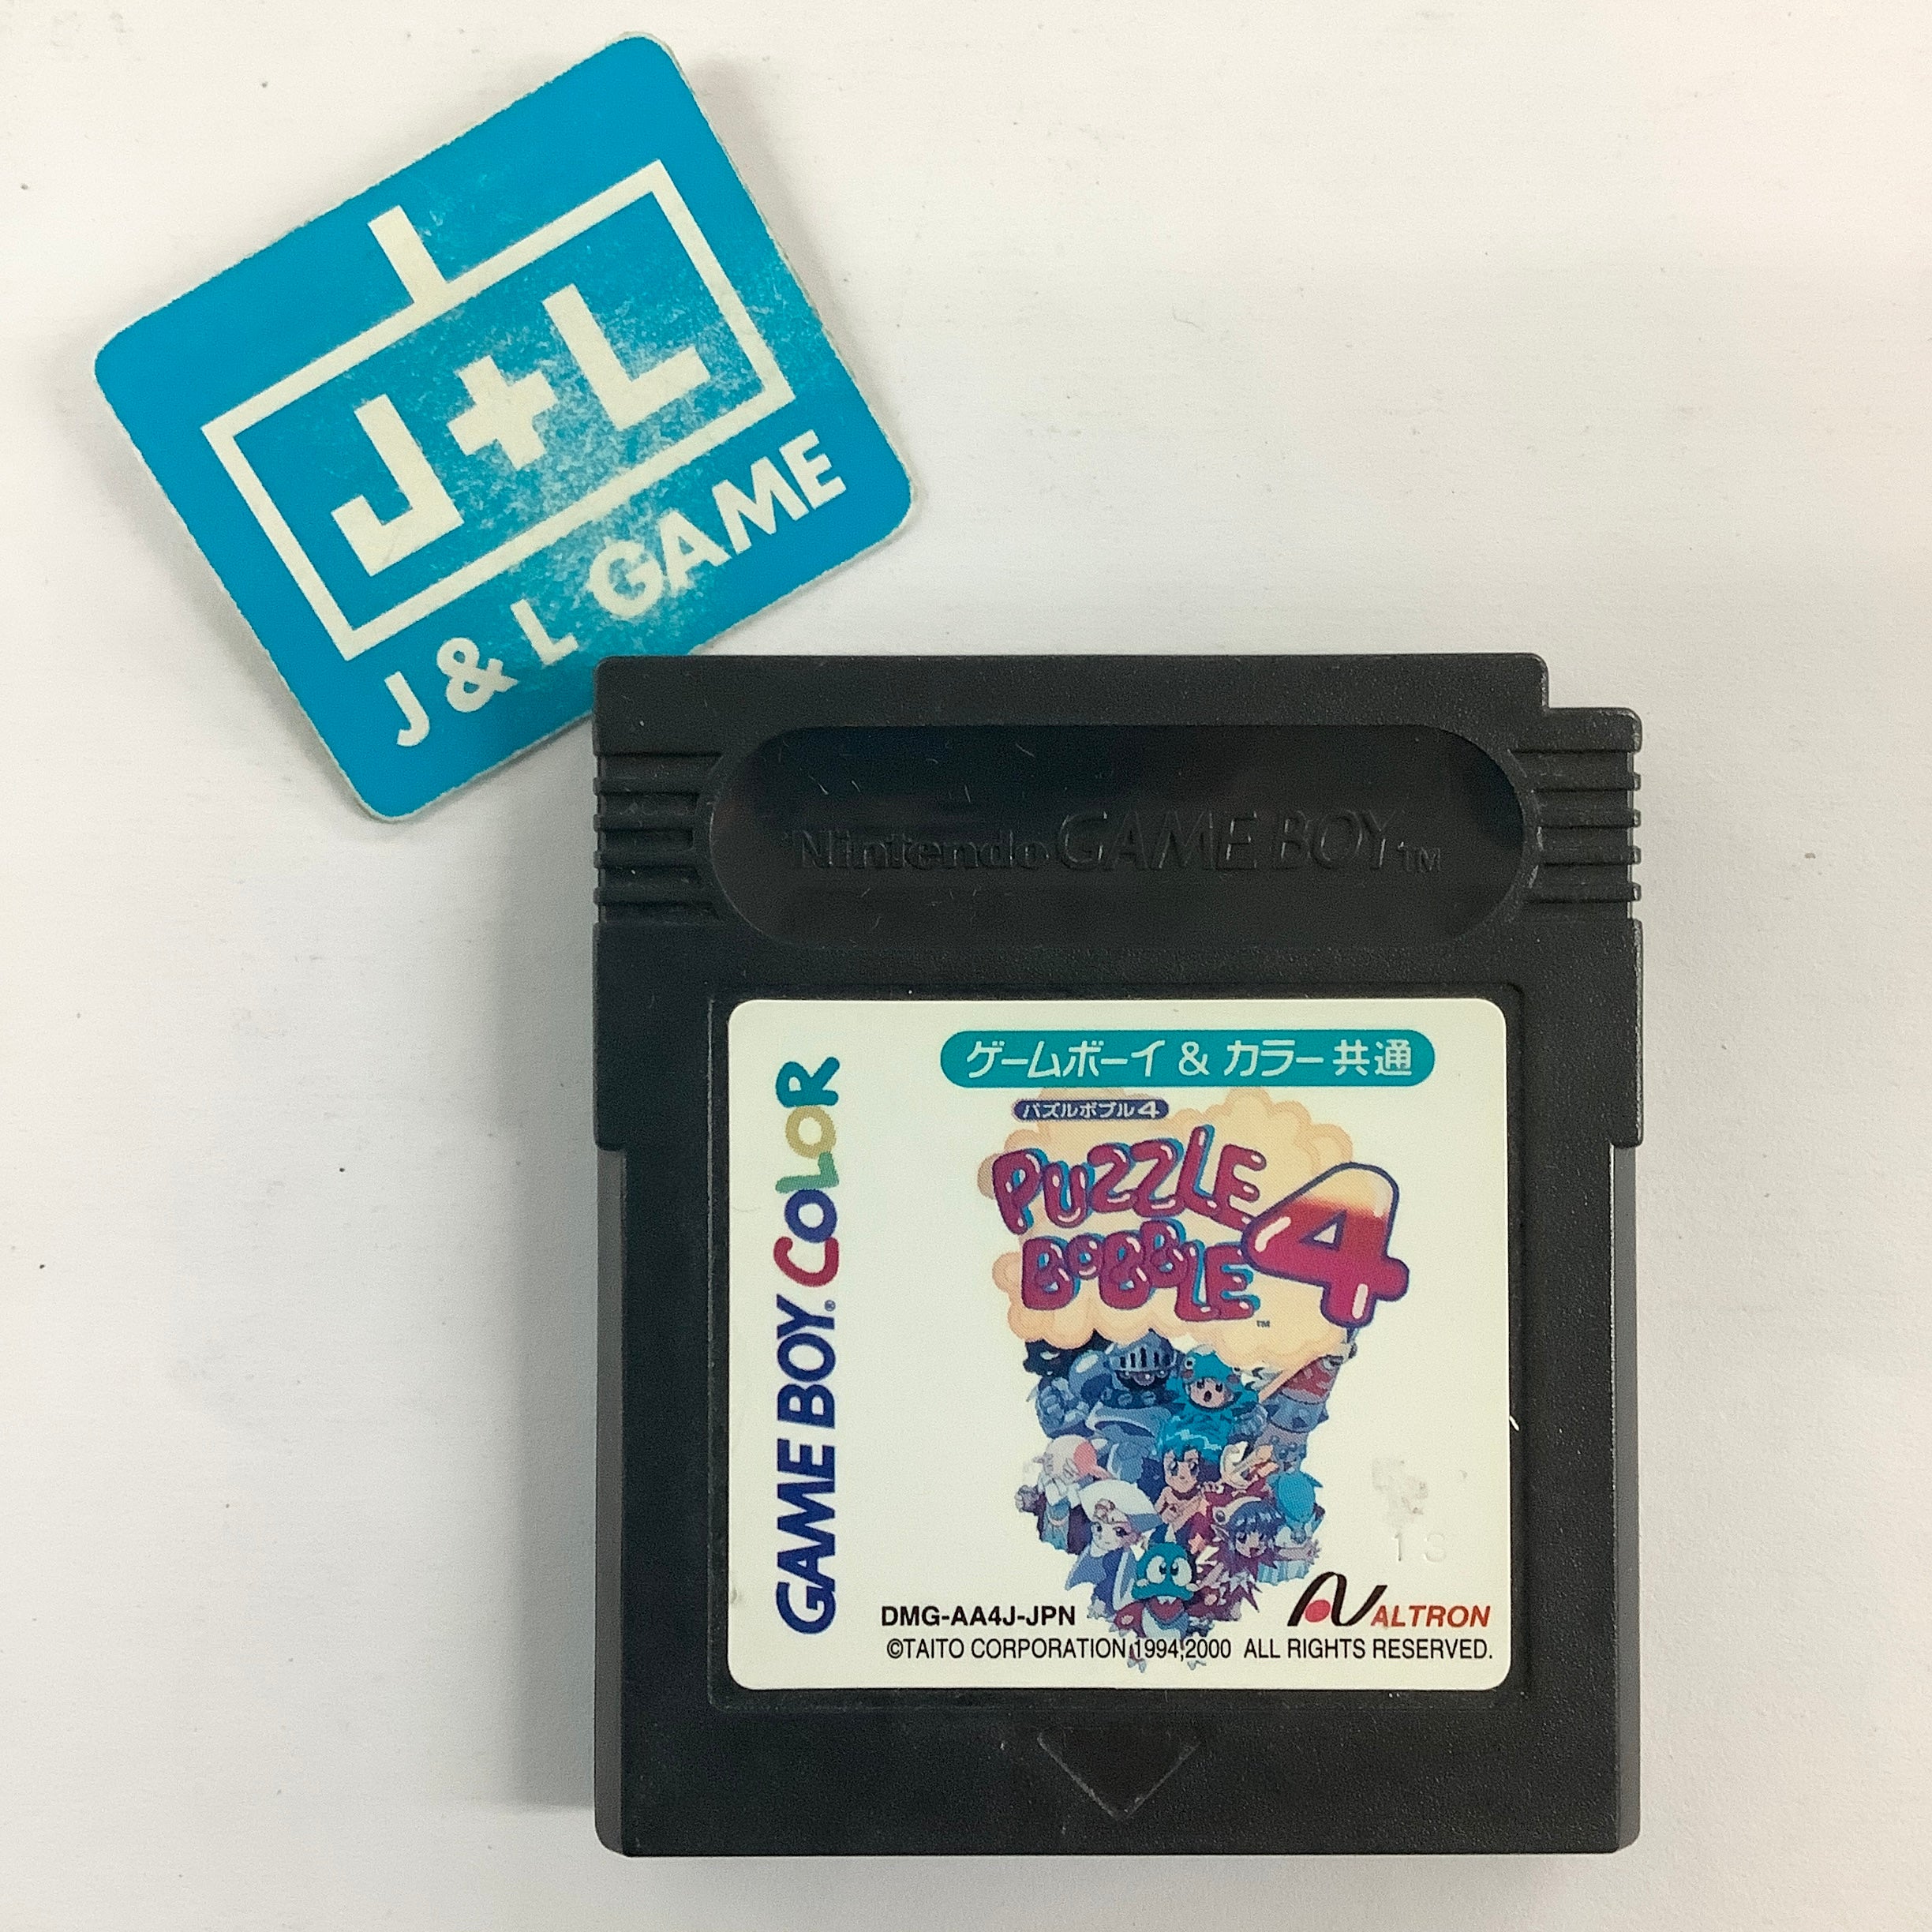 J+L
J & L GAME
Nintendo GAME BOY™
GAME BOY® COLOR
ゲームボーイ & カラー共通
パズルボブル4
PUZZLE
BOBBLE 4™
13
DMG-AA4J-JPN
ALTRON
©TAITO CORPORATION 1994,2000 ALL RIGHTS RESERVED.